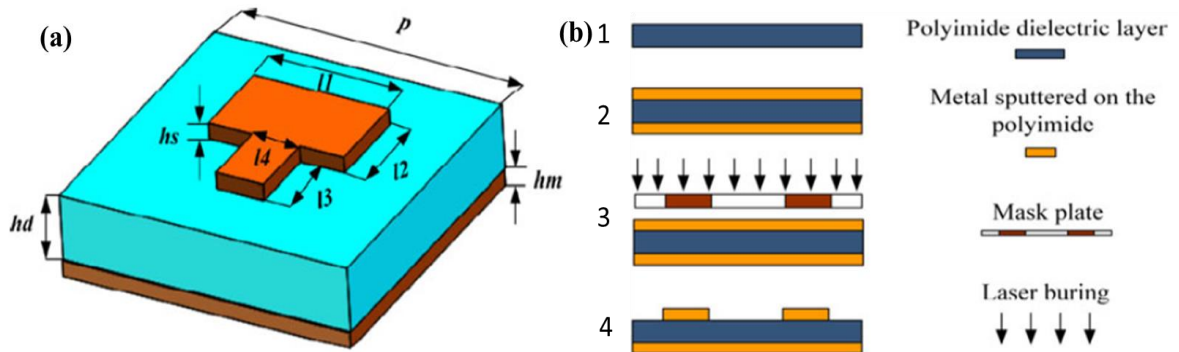 (a)
p
l1
hs
l4
l2
l3
hm
hd
(b)
1
Polyimide dielectric layer
2
Metal sputtered on the
polyimide
3
Mask plate
Laser buring
4